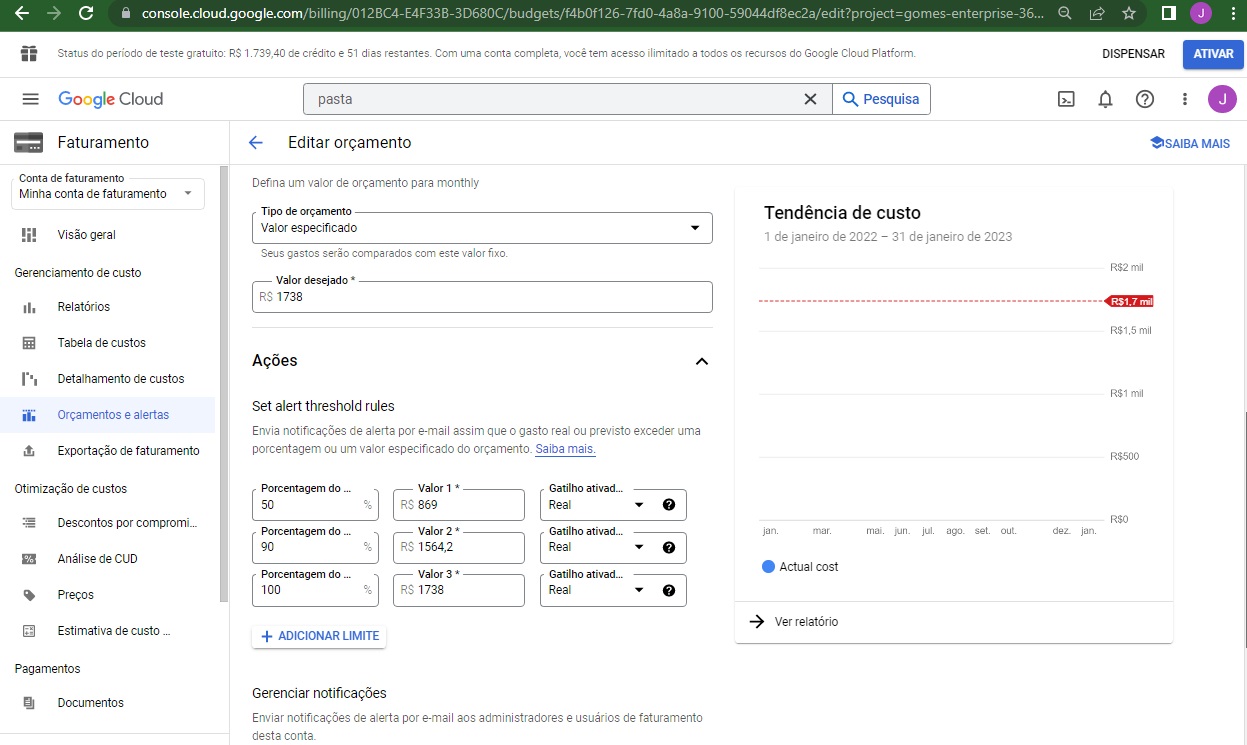 console.cloud.google.com/billing/012BC4-E4F33B-3D680C/budgets/f4b0f126-7fd0-4a8a-9100-59044df8ec2a/edit?project=gomes-enterprise-36...
J
Status do período de teste gratuito: R$ 1.739,40 de crédito e 51 dias restantes. Com uma conta completa, você tem acesso ilimitado a todos os recursos do Google Cloud Platform.
DISPENSAR
ATIVAR
Google Cloud
pasta
Pesquisa
J
Faturamento
Editar orçamento
SAIBA MAIS
Conta de faturamento
Minha conta de faturamento
Visão geral
Gerenciamento de custo
Relatórios
Tabela de custos
Detalhamento de custos
Orçamentos e alertas
Exportação de faturamento
Otimização de custos
Descontos por compromi...
Análise de CUD
Preços
Estimativa de custo ...
Pagamentos
Documentos
Defina um valor de orçamento para monthly
Tipo de orçamento
Valor especificado
Seus gastos serão comparados com este valor fixo.
Valor desejado *
R$ 1738
Ações
Set alert threshold rules
Envia notificações de alerta por e-mail assim que o gasto real ou previsto exceder uma
porcentagem ou um valor especificado do orçamento. Saiba mais.
Porcentagem do ... Valor 1 * Gatilho ativad...
50 % R$ 869 Real
Porcentagem do ... Valor 2 * Gatilho ativad...
90 % R$ 1564,2 Real
Porcentagem do ... Valor 3 * Gatilho ativad...
100 % R$ 1738 Real
+ ADICIONAR LIMITE
Gerenciar notificações
Enviar notificações de alerta por e-mail aos administradores e usuários de faturamento
desta conta.
Tendência de custo
1 de janeiro de 2022 – 31 de janeiro de 2023
R$2 mil
R$1,7 mil
R$1,5 mil
R$1 mil
R$500
R$0
jan. mar. mai. jun. jul. ago. set. out. dez. jan.
Actual cost
Ver relatório